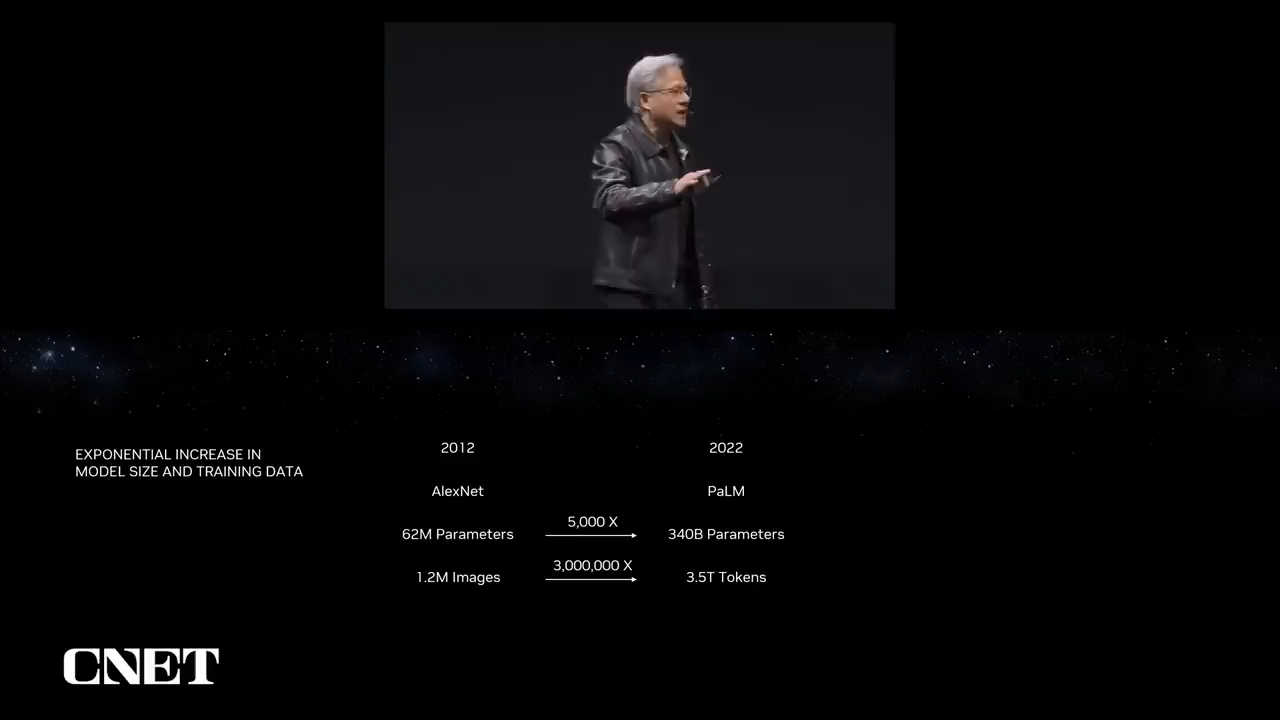 EXPONENTIAL INCREASE IN
MODEL SIZE AND TRAINING DATA
2012
2022
AlexNet
PaLM
62M Parameters
5,000 X
340B Parameters
1.2M Images
3,000,000 X
3.5T Tokens
CNET